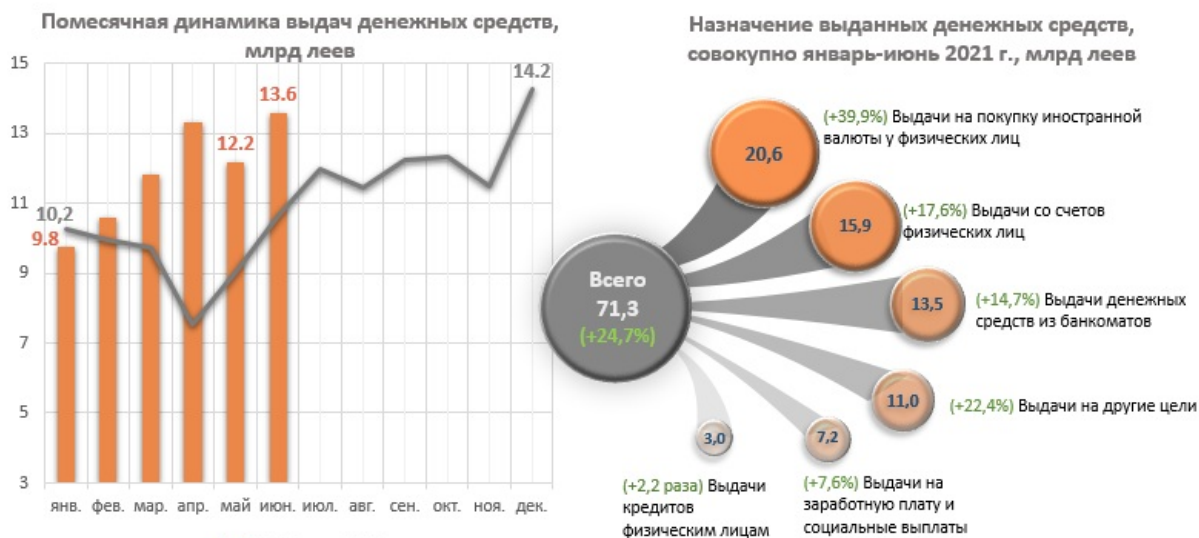 Помесячная динамика выдач денежных средств,
млрд леев
15
13
11
9
7
5
3
10,2
9.8
12.2
13.6
14.2
янв. фев. мар. апр. май июн. июл. авг. сен. окт. ноя. дек.
Назначение выданных денежных средств,
совокупно январь-июнь 2021 г., млрд леев
Всего
71,3
(+24,7%)
20,6
(+39,9%) Выдачи на покупку иностранной
валюты у физических лиц
15,9
(+17,6%) Выдачи со счетов
физических лиц
13,5
(+14,7%) Выдачи денежных
средств из банкоматов
11,0
(+22,4%) Выдачи на другие цели
7,2
(+7,6%) Выдачи на
заработную плату и
социальные выплаты
3,0
(+2,2 раза) Выдачи
кредитов
физическим лицам